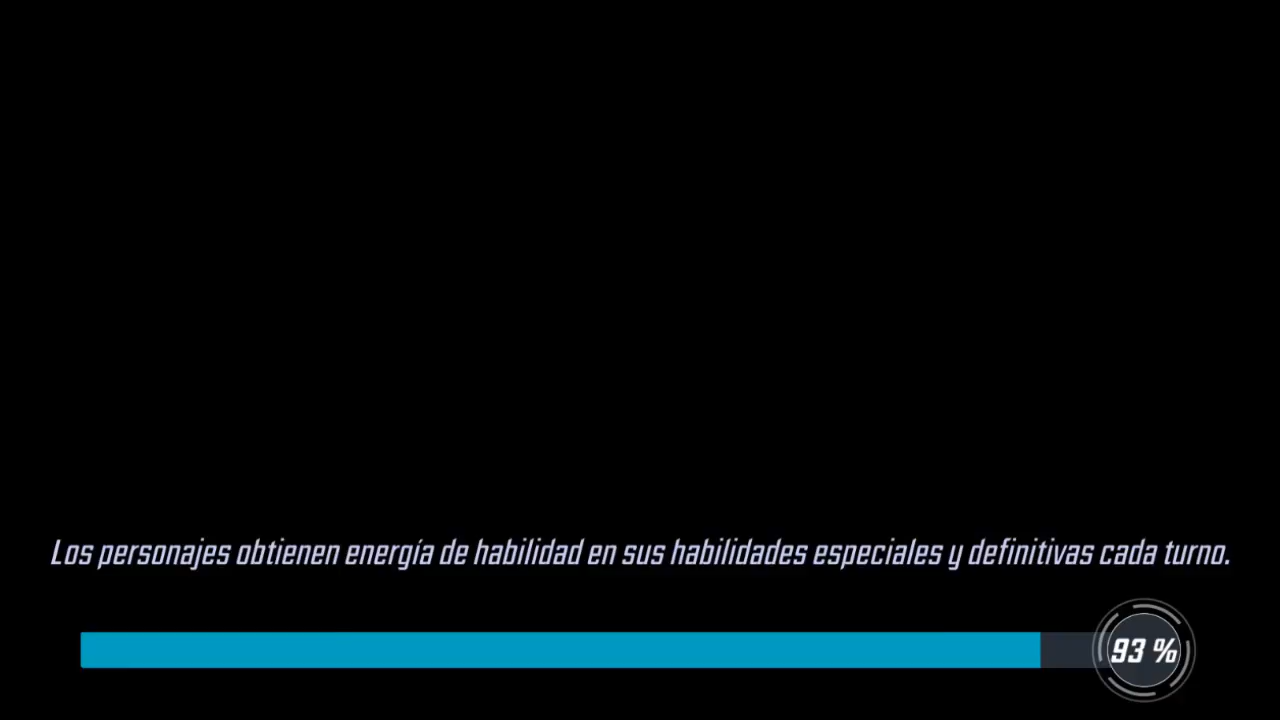 Los personajes obtienen energía de habilidad en sus habilidades especiales y definitivas cada turno.
93 %